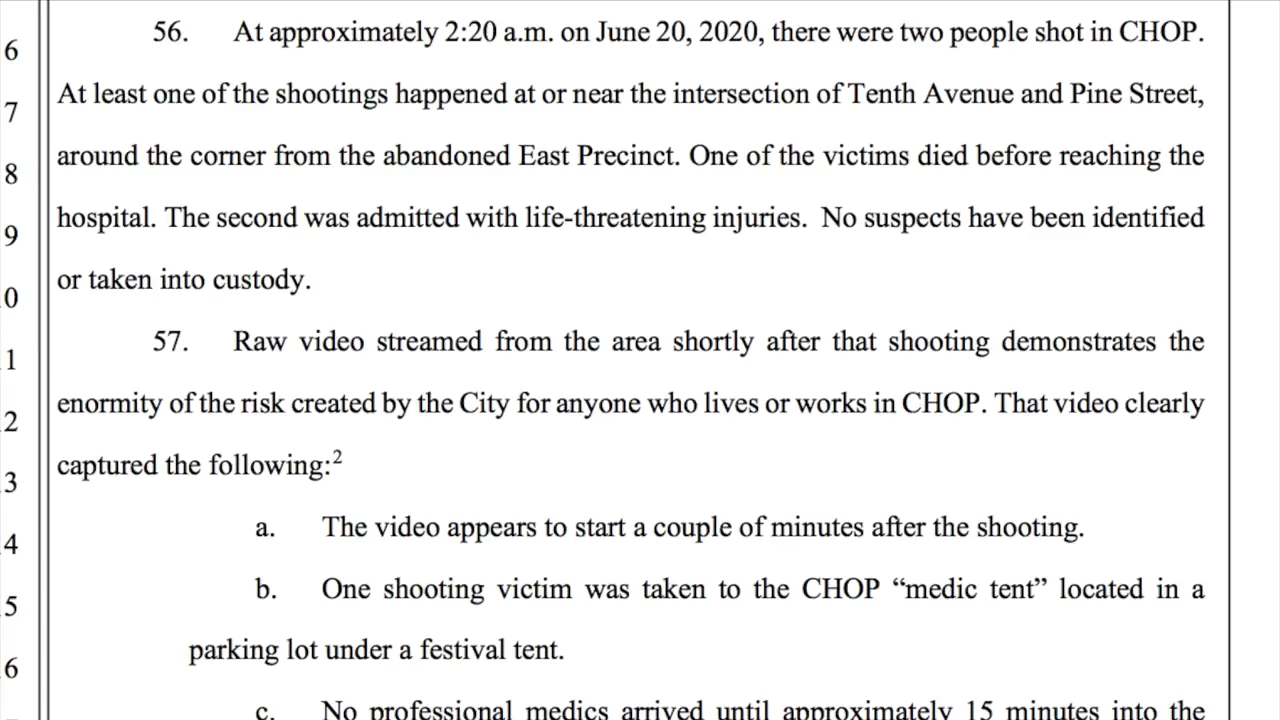 56. At approximately 2:20 a.m. on June 20, 2020, there were two people shot in CHOP.
6
At least one of the shootings happened at or near the intersection of Tenth Avenue and Pine Street,
7
around the corner from the abandoned East Precinct. One of the victims died before reaching the
8
hospital. The second was admitted with life-threatening injuries. No suspects have been identified
9
or taken into custody.
0
57. Raw video streamed from the area shortly after that shooting demonstrates the
1
enormity of the risk created by the City for anyone who lives or works in CHOP. That video clearly
2
captured the following:2
3
a. The video appears to start a couple of minutes after the shooting.
4
b. One shooting victim was taken to the CHOP “medic tent” located in a
5
parking lot under a festival tent.
6
c. No professional medics arrived until approximately 15 minutes into the